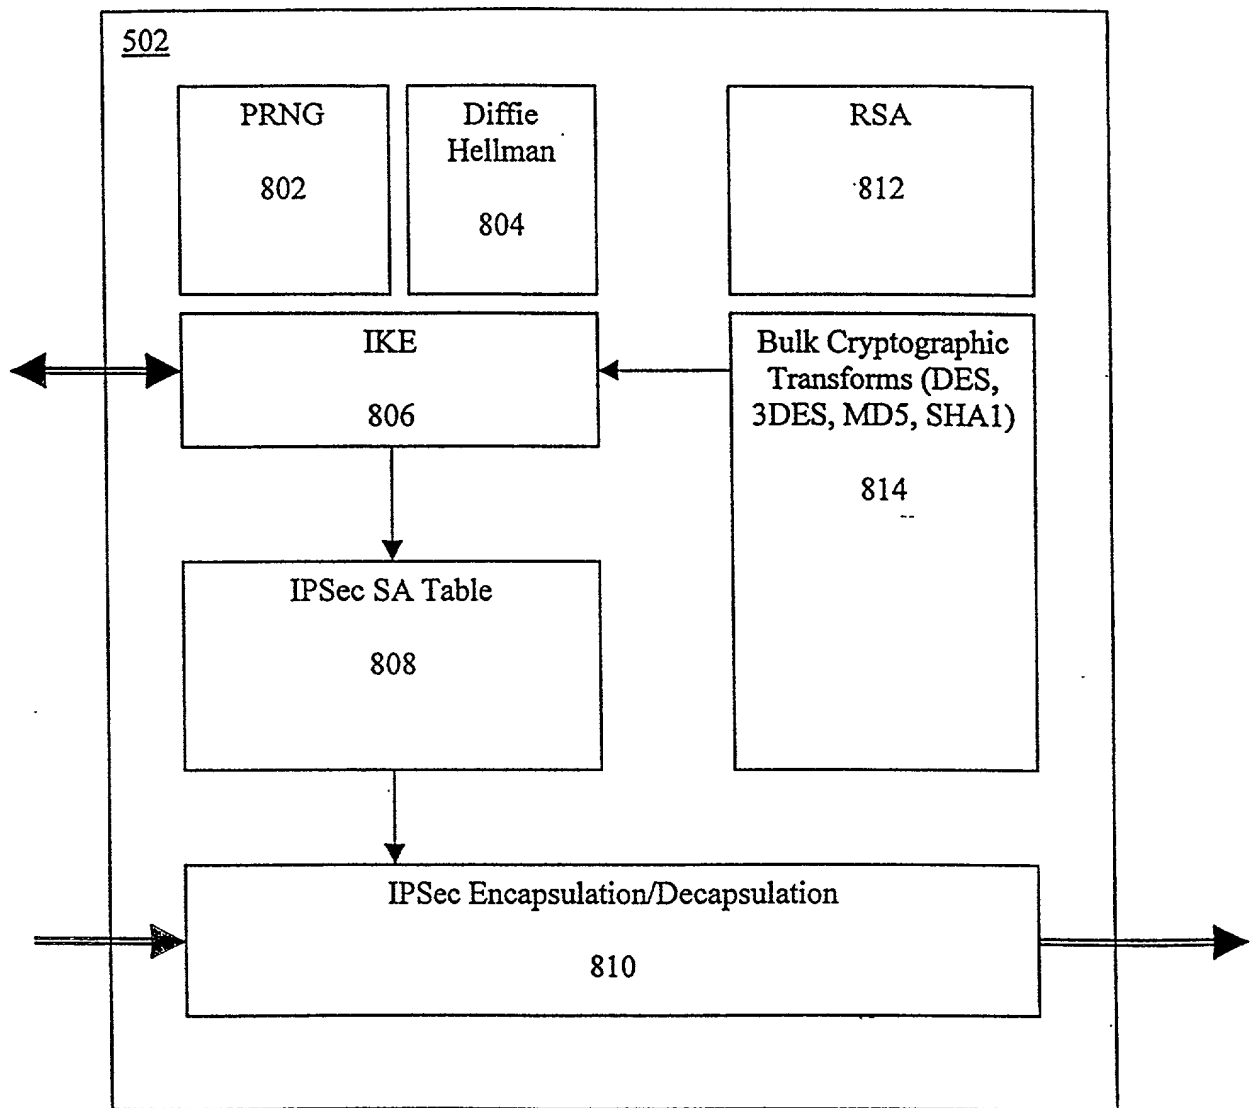 502
PRNG
802
Diffie
Hellman
804
RSA
812
IKE
806
Bulk Cryptographic
Transforms (DES,
3DES, MD5, SHA1)
814
IPSec SA Table
808
IPSec Encapsulation/Decapsulation
810